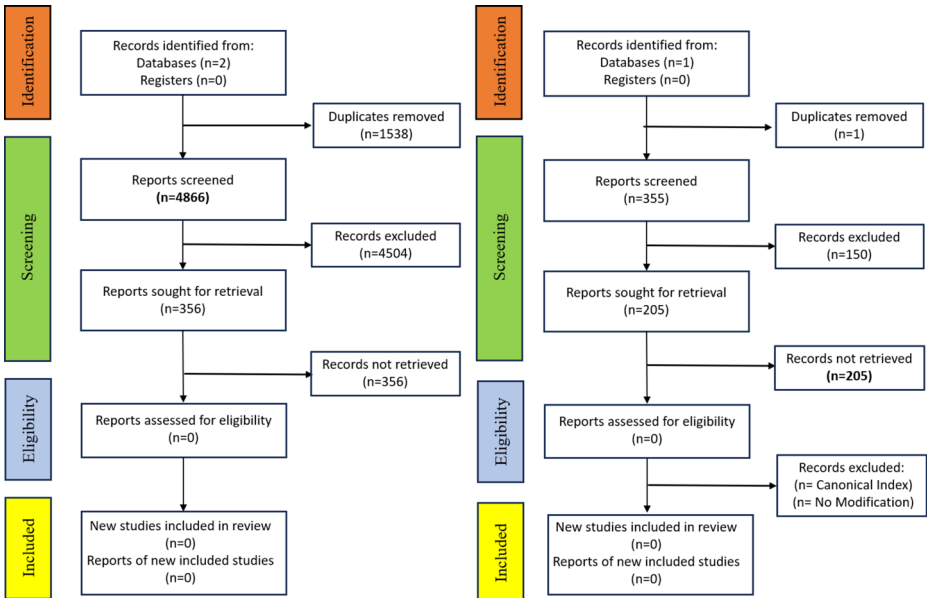 Identification
Records identified from:
Databases (n=2)
Registers (n=0)
Duplicates removed
(n=1538)
Screening
Reports screened
(n=4866)
Records excluded
(n=4504)
Reports sought for retrieval
(n=356)
Records not retrieved
(n=356)
Eligibility
Reports assessed for eligibility
(n=0)
Included
New studies included in review
(n=0)
Reports of new included studies
(n=0)
Identification
Records identified from:
Databases (n=1)
Registers (n=0)
Duplicates removed
(n=1)
Screening
Reports screened
(n=355)
Records excluded
(n=150)
Reports sought for retrieval
(n=205)
Records not retrieved
(n=205)
Eligibility
Reports assessed for eligibility
(n=0)
Records excluded:
(n= Canonical Index)
(n= No Modification)
Included
New studies included in review
(n=0)
Reports of new included studies
(n=0)